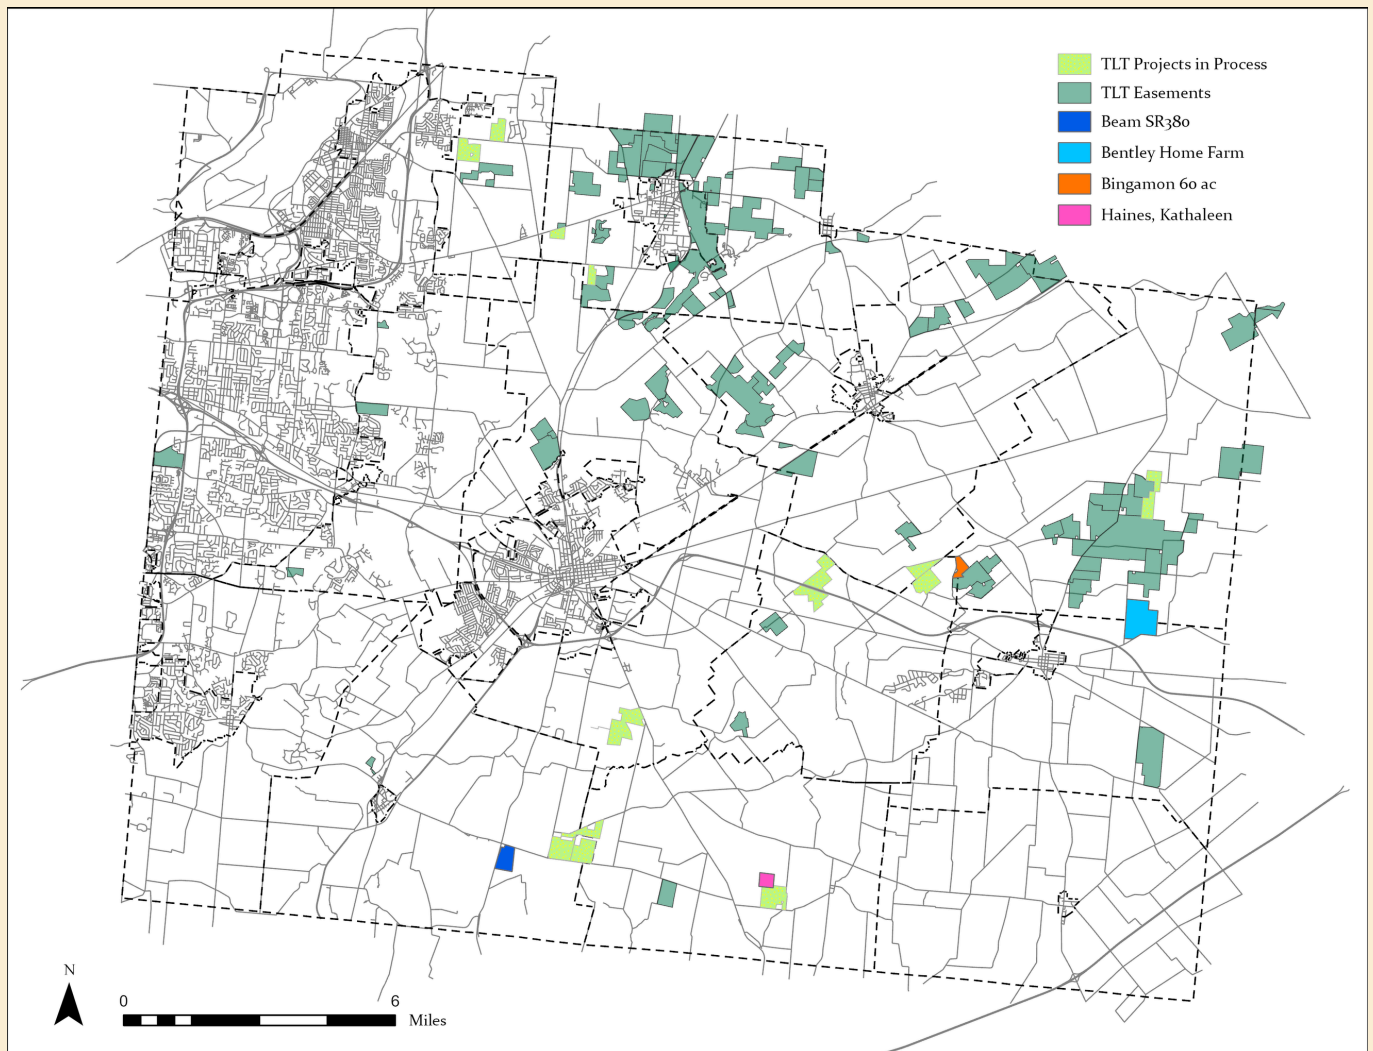 TLT Projects in Process
TLT Easements
Beam SR380
Bentley Home Farm
Bingamon 60 ac
Haines, Kathaleen
N
0 6
Miles